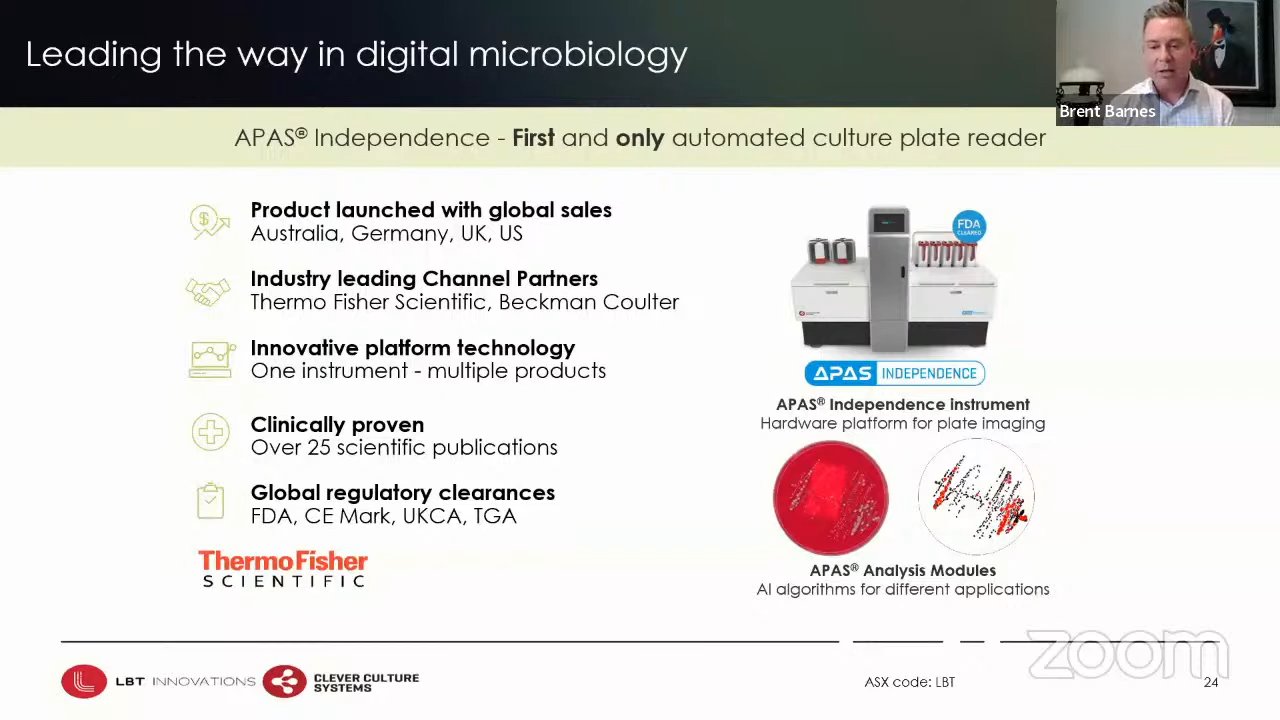 Leading the way in digital microbiology
Brent Barnes
APAS® Independence - First and only automated culture plate reader
Product launched with global sales
Australia, Germany, UK, US
Industry leading Channel Partners
Thermo Fisher Scientific, Beckman Coulter
Innovative platform technology
One instrument - multiple products
Clinically proven
Over 25 scientific publications
Global regulatory clearances
FDA, CE Mark, UKCA, TGA
ThermoFisher
SCIENTIFIC
FDA
CLEARED
APAS INDEPENDENCE
APAS® Independence instrument
Hardware platform for plate imaging
APAS® Analysis Modules
AI algorithms for different applications
zoom
LBT INNOVATIONS
CLEVER CULTURE
SYSTEMS
ASX code: LBT
24